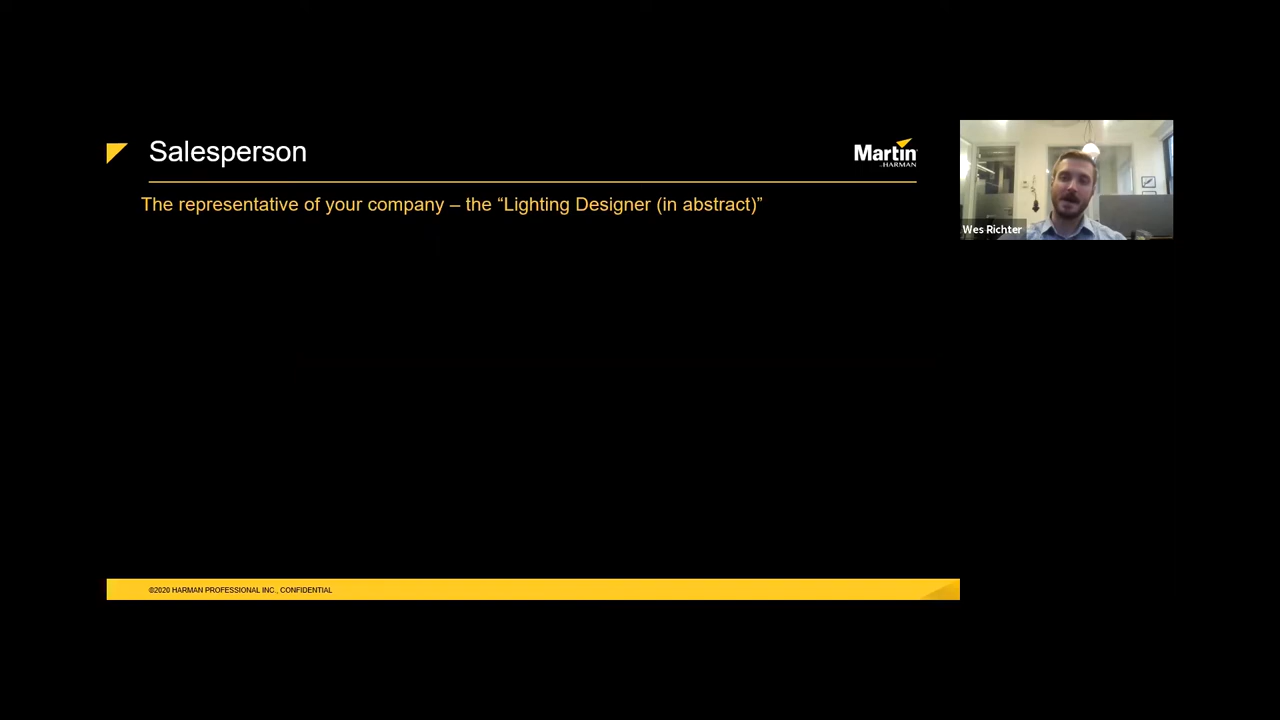 Salesperson
Martin
by HARMAN
The representative of your company – the “Lighting Designer (in abstract)”
Wes Richter
©2020 HARMAN PROFESSIONAL INC., CONFIDENTIAL